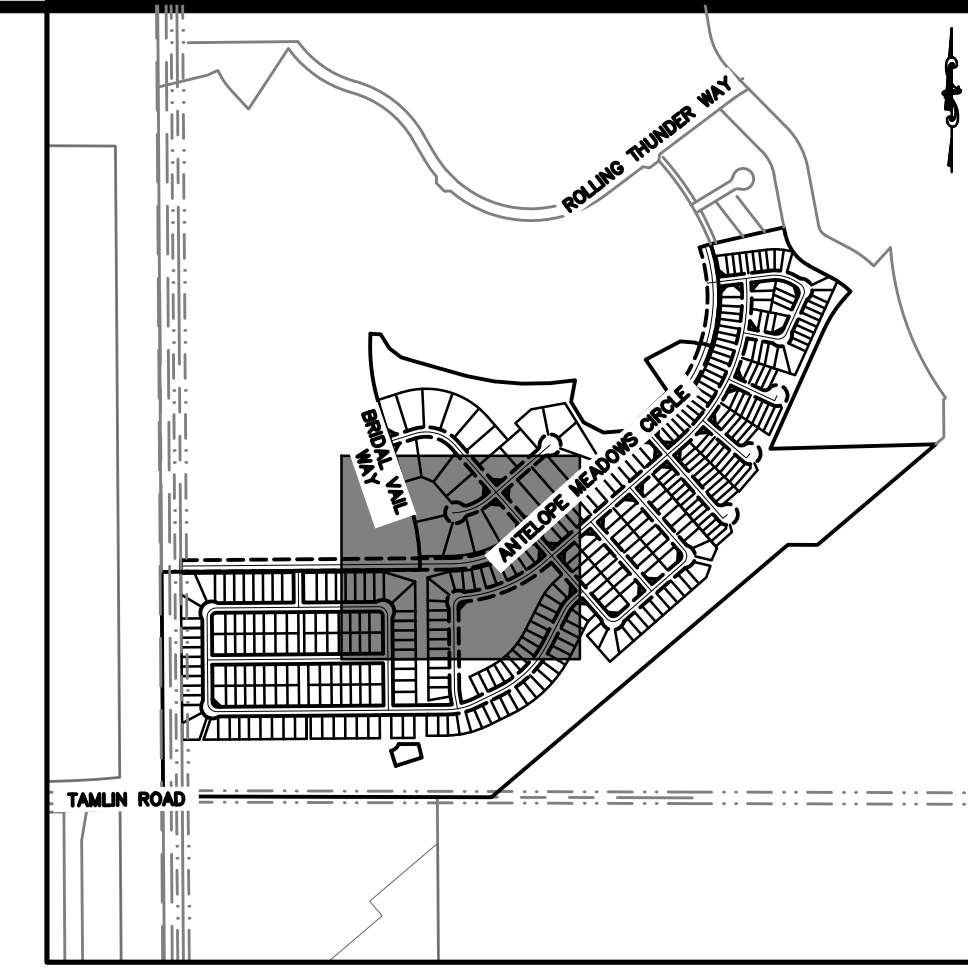 ROLLING THUNDER WAY
BRIDAL VAIL
WAY
ANTELOPE MEADOWS CIRCLE
TAMLIN ROAD